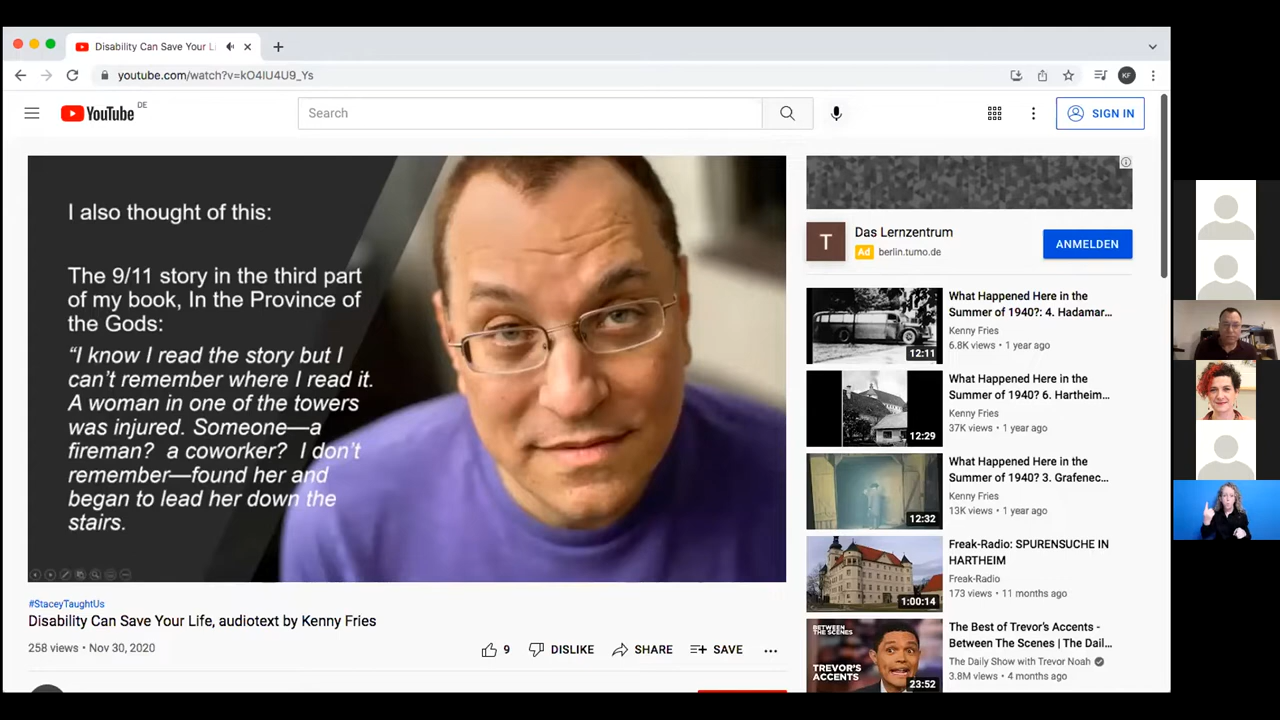 Disability Can Save Your Li
youtube.com/watch?v=kO4lU4U9_Ys
KF
YouTube
DE
Search
SIGN IN
I also thought of this:
The 9/11 story in the third part
of my book, In the Province of
the Gods:
“I know I read the story but I
can’t remember where I read it.
A woman in one of the towers
was injured. Someone—a
fireman? a coworker? I don’t
remember—found her and
began to lead her down the
stairs.
#StaceyTaughtUs
Disability Can Save Your Life, audiotext by Kenny Fries
258 views • Nov 30, 2020
9
DISLIKE
SHARE
SAVE
T
Das Lernzentrum
Ad berlin.tumo.de
ANMELDEN
What Happened Here in the
Summer of 1940?: 4. Hadamar...
Kenny Fries
6.8K views • 1 year ago
12:11
What Happened Here in the
Summer of 1940? 6. Hartheim...
Kenny Fries
37K views • 1 year ago
12:29
What Happened Here in the
Summer of 1940? 3. Grafenec...
Kenny Fries
13K views • 1 year ago
12:32
Freak-Radio: SPURENSUCHE IN
HARTHEIM
Freak-Radio
173 views • 11 months ago
1:00:14
The Best of Trevor’s Accents -
Between The Scenes | The Dail...
The Daily Show with Trevor Noah
3.8M views • 4 months ago
BETWEEN
THE SCENES
TREVOR'S
ACCENTS
23:52